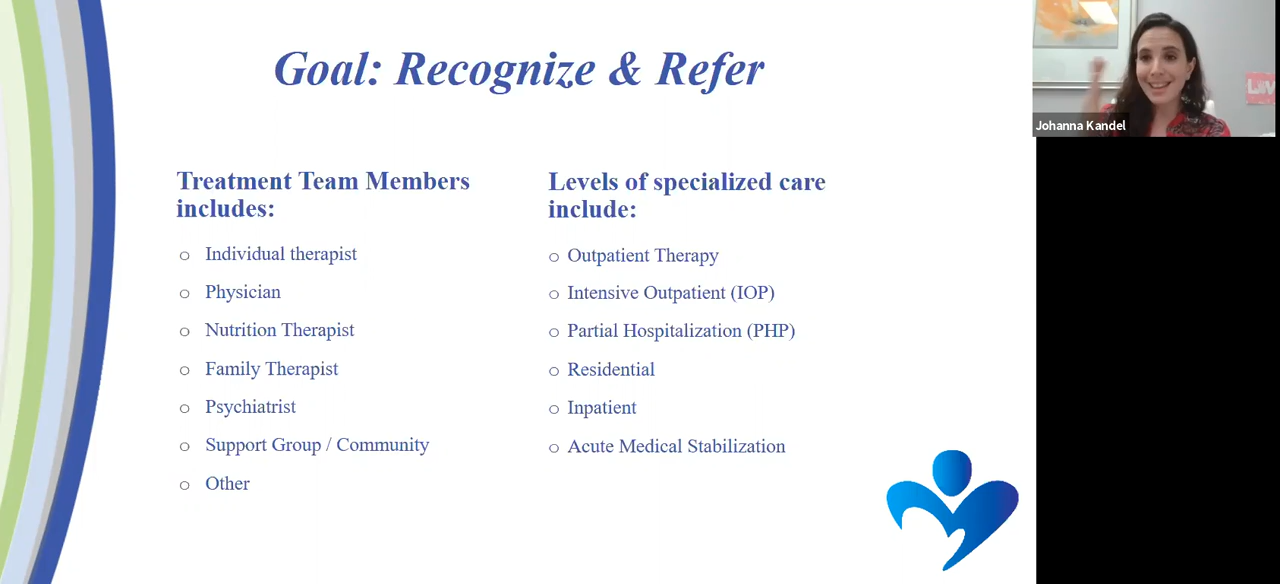 Goal: Recognize & Refer
Johanna Kandel
Treatment Team Members
includes:
Individual therapist
Physician
Nutrition Therapist
Family Therapist
Psychiatrist
Support Group / Community
Other
Levels of specialized care
include:
Outpatient Therapy
Intensive Outpatient (IOP)
Partial Hospitalization (PHP)
Residential
Inpatient
Acute Medical Stabilization